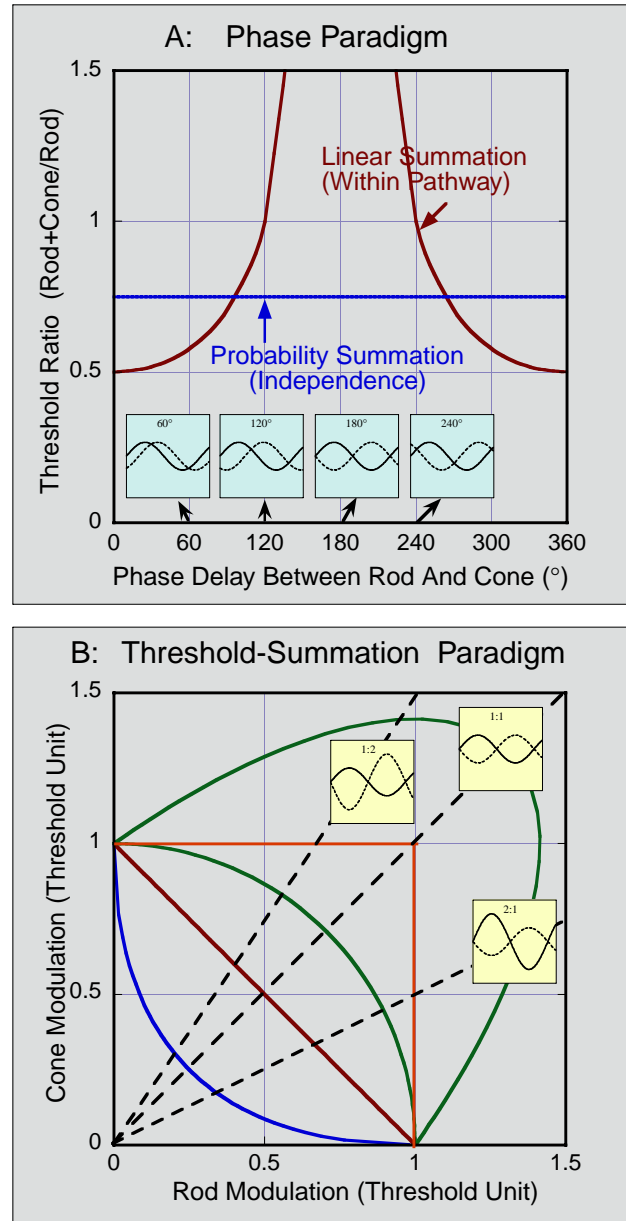 A: Phase Paradigm
1.5
Linear Summation
(Within Pathway)
1
Probability Summation
(Independence)
0.5
60°
120°
180°
240°
0
0
60
120
180
240
300
360
Threshold Ratio (Rod+Cone/Rod)
Phase Delay Between Rod And Cone (°)
B: Threshold-Summation Paradigm
1.5
1:1
1:2
1
2:1
0.5
0
0
0.5
1
1.5
Cone Modulation (Threshold Unit)
Rod Modulation (Threshold Unit)